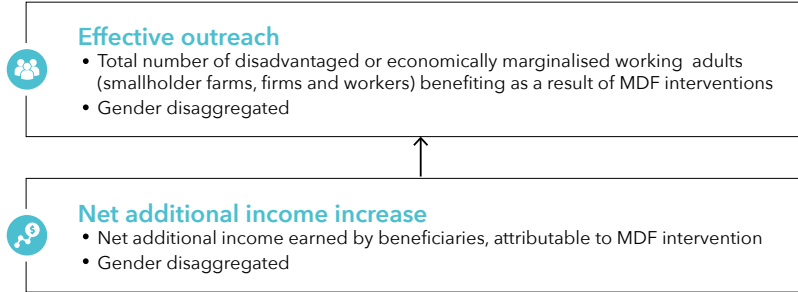 Effective outreach
• Total number of disadvantaged or economically marginalised working adults
(smallholder farms, firms and workers) benefiting as a result of MDF interventions
• Gender disaggregated
Net additional income increase
• Net additional income earned by beneficiaries, attributable to MDF intervention
• Gender disaggregated